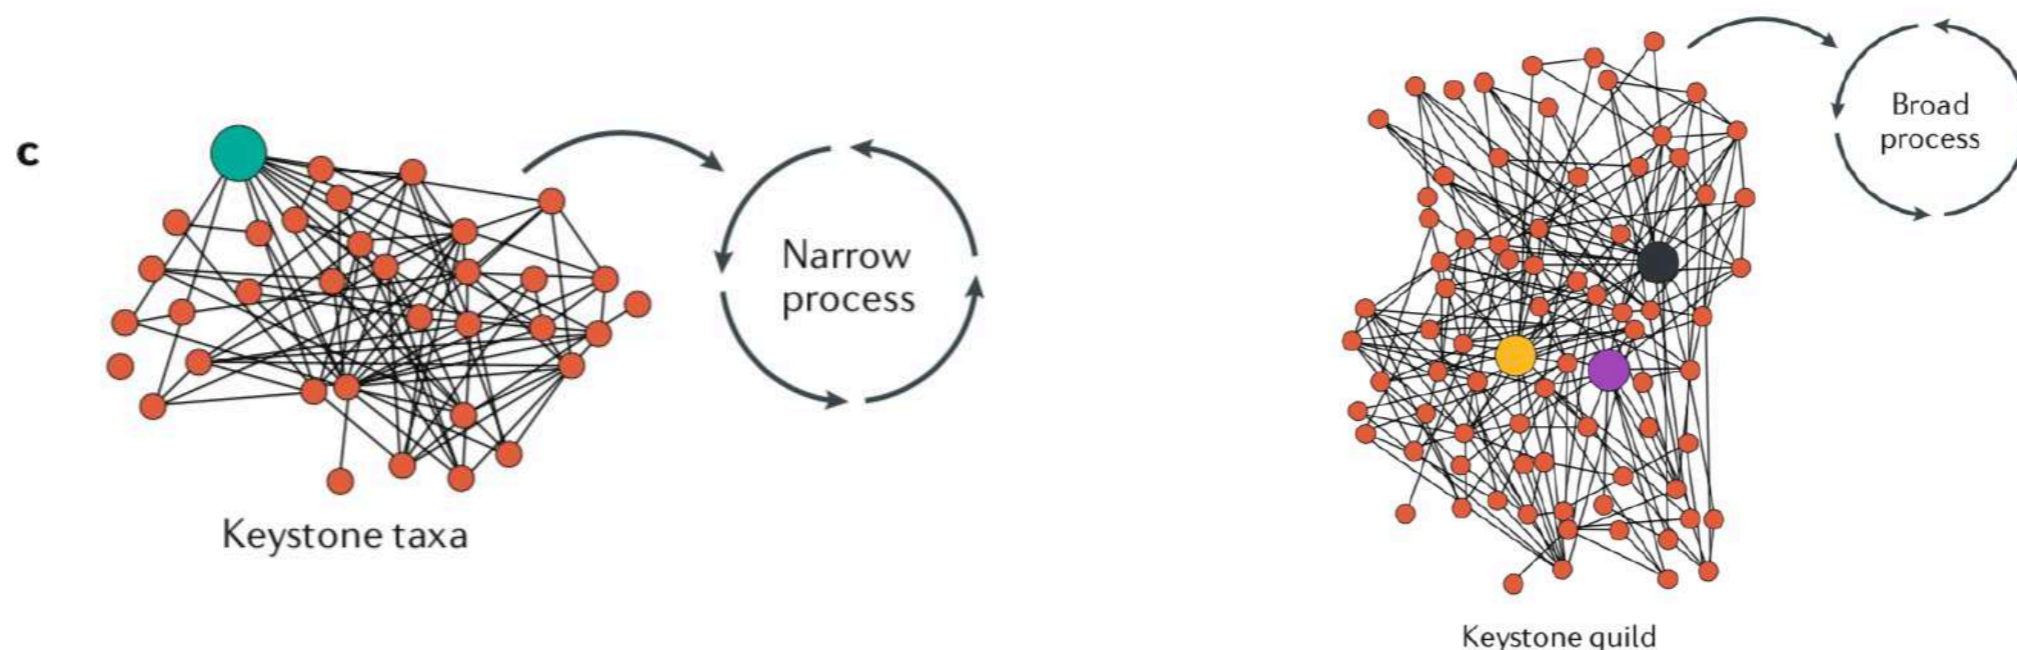 c
Narrow
process
Keystone taxa
Broad
process
Keystone guild